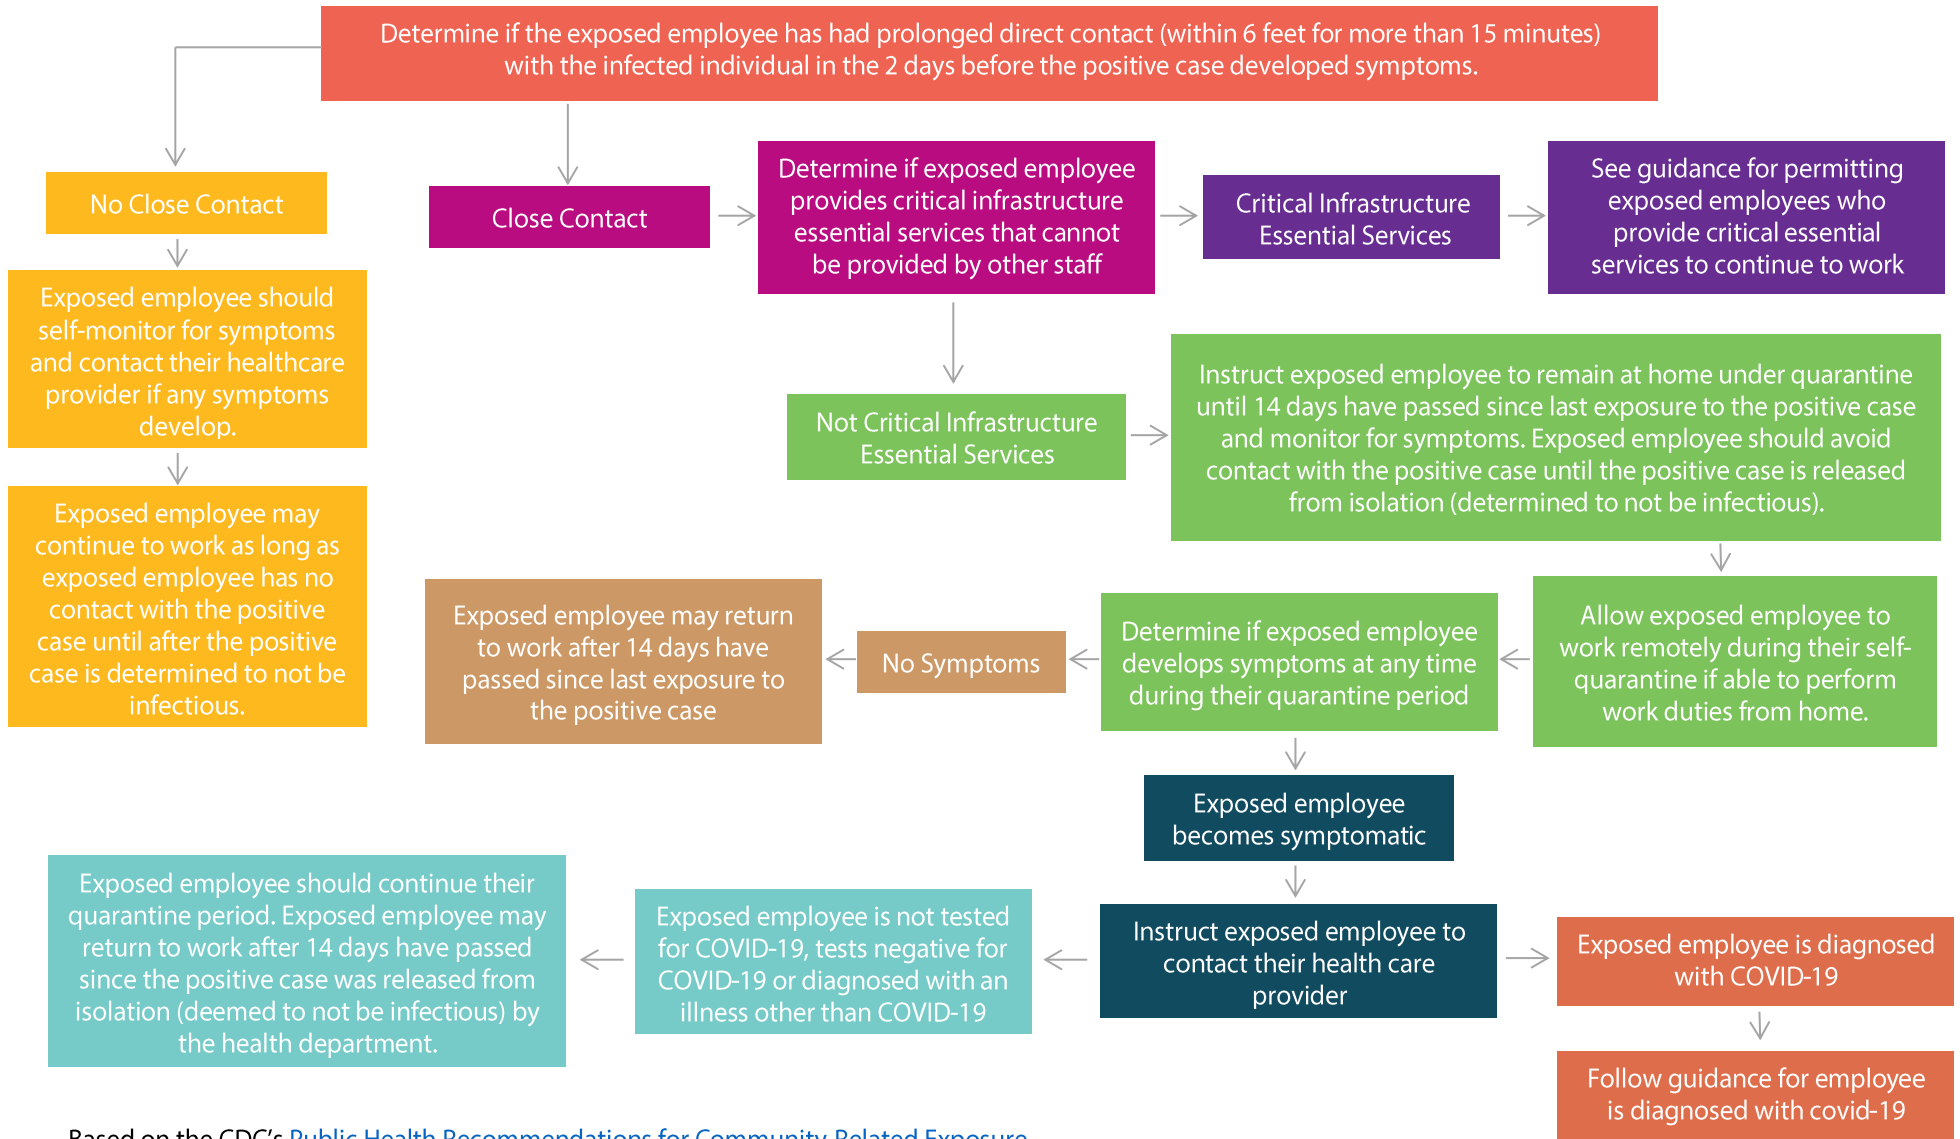 Determine if the exposed employee has had prolonged direct contact (within 6 feet for more than 15 minutes)
with the infected individual in the 2 days before the positive case developed symptoms.
No Close Contact
Exposed employee should
self-monitor for symptoms
and contact their healthcare
provider if any symptoms
develop.
Exposed employee may
continue to work as long as
exposed employee has no
contact with the positive
case until after the positive
case is determined to not be
infectious.
Close Contact
Determine if exposed employee
provides critical infrastructure
essential services that cannot
be provided by other staff
Critical Infrastructure
Essential Services
See guidance for permitting
exposed employees who
provide critical essential
services to continue to work
Not Critical Infrastructure
Essential Services
Instruct exposed employee to remain at home under quarantine
until 14 days have passed since last exposure to the positive case
and monitor for symptoms. Exposed employee should avoid
contact with the positive case until the positive case is released
from isolation (determined to not be infectious).
Allow exposed employee to
work remotely during their self-
quarantine if able to perform
work duties from home.
Determine if exposed employee
develops symptoms at any time
during their quarantine period
No Symptoms
Exposed employee may return
to work after 14 days have
passed since last exposure to
the positive case
Exposed employee
becomes symptomatic
Instruct exposed employee to
contact their health care
provider
Exposed employee is not tested
for COVID-19, tests negative for
COVID-19 or diagnosed with an
illness other than COVID-19
Exposed employee should continue their
quarantine period. Exposed employee may
return to work after 14 days have passed
since the positive case was released from
isolation (deemed to not be infectious) by
the health department.
Exposed employee is diagnosed
with COVID-19
Follow guidance for employee
is diagnosed with covid-19
Based on the CDC's Public Health Recommendations for Community-Related Exposure